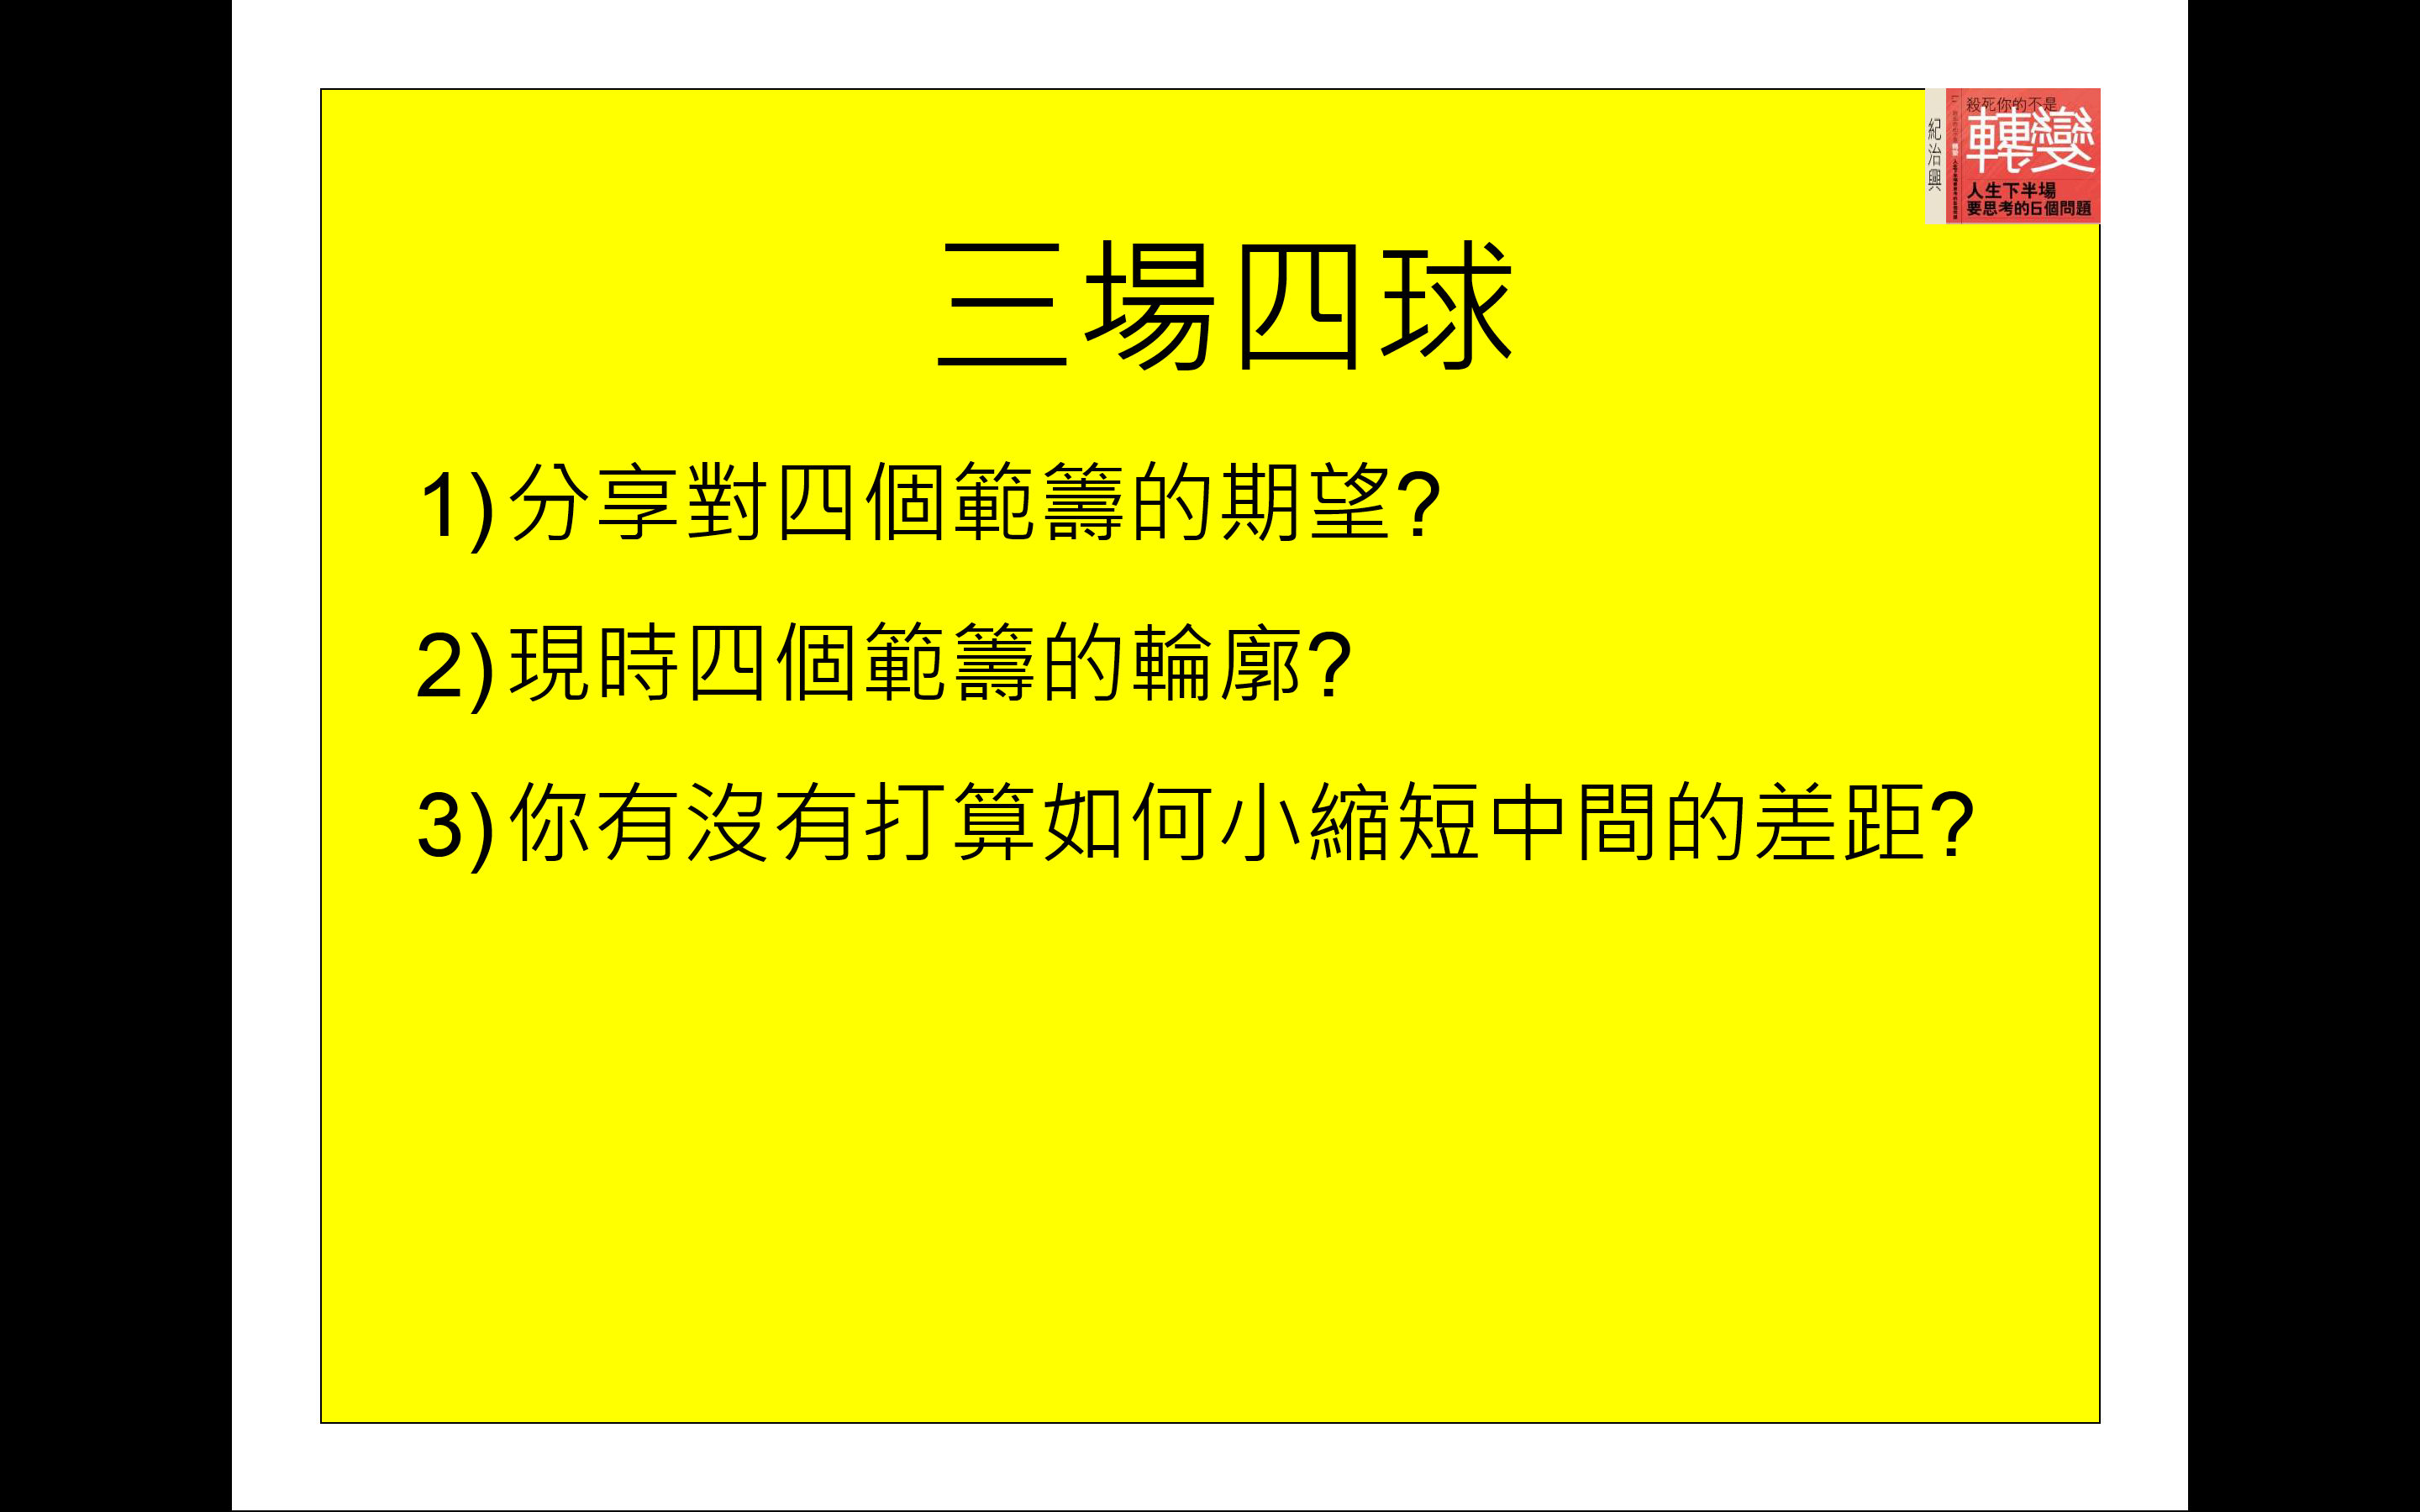 殺死你的不是
轉變
人生下半場
要思考的6個問題
紀治興
三場四球
1)分享對四個範籌的期望?
2)現時四個範籌的輪廓?
3)你有沒有打算如何小縮短中間的差距?